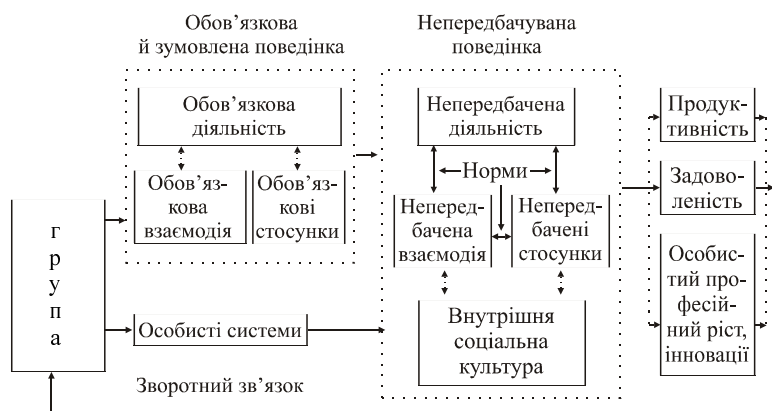 Обов’язкова
й зумовлена поведінка
Непередбачувана
поведінка
Обов’язкова
діяльність
Обов’яз-
кова
взаємодія
Обов’яз-
кові
стосунки
Непередбачена
діяльність
Норми
Неперед-
бачена
взаємодія
Неперед-
бачені
стосунки
Внутрішня
соціальна
культура
Продук-
тивність
Задово-
леність
Особис-
тий про-
фесій-
ний ріст,
інновації
г
р
у
п
а
Особисті системи
Зворотний зв’язок